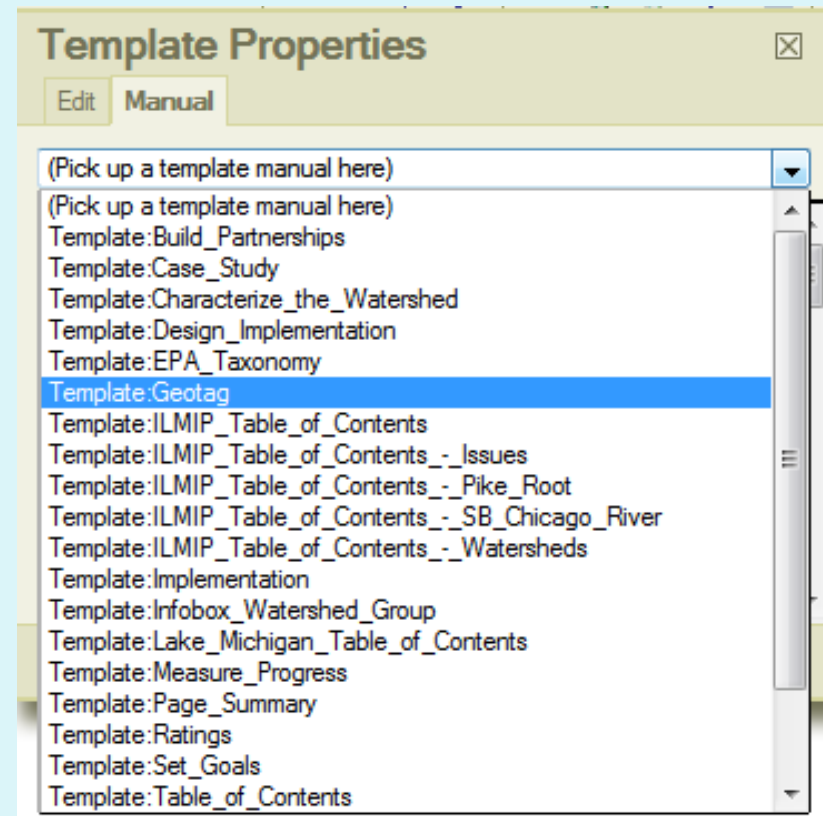 Template Properties
Edit Manual
(Pick up a template manual here)
(Pick up a template manual here)
Template:Build_Partnerships
Template:Case_Study
Template:Characterize_the_Watershed
Template:Design_Implementation
Template:EPA_Taxonomy
Template:Geotag
Template:ILMIP_Table_of_Contents
Template:ILMIP_Table_of_Contents_-_Issues
Template:ILMIP_Table_of_Contents_-_Pike_Root
Template:ILMIP_Table_of_Contents_-_SB_Chicago_River
Template:ILMIP_Table_of_Contents_-_Watersheds
Template:Implementation
Template:Infobox_Watershed_Group
Template:Lake_Michigan_Table_of_Contents
Template:Measure_Progress
Template:Page_Summary
Template:Ratings
Template:Set_Goals
Template:Table_of_Contents